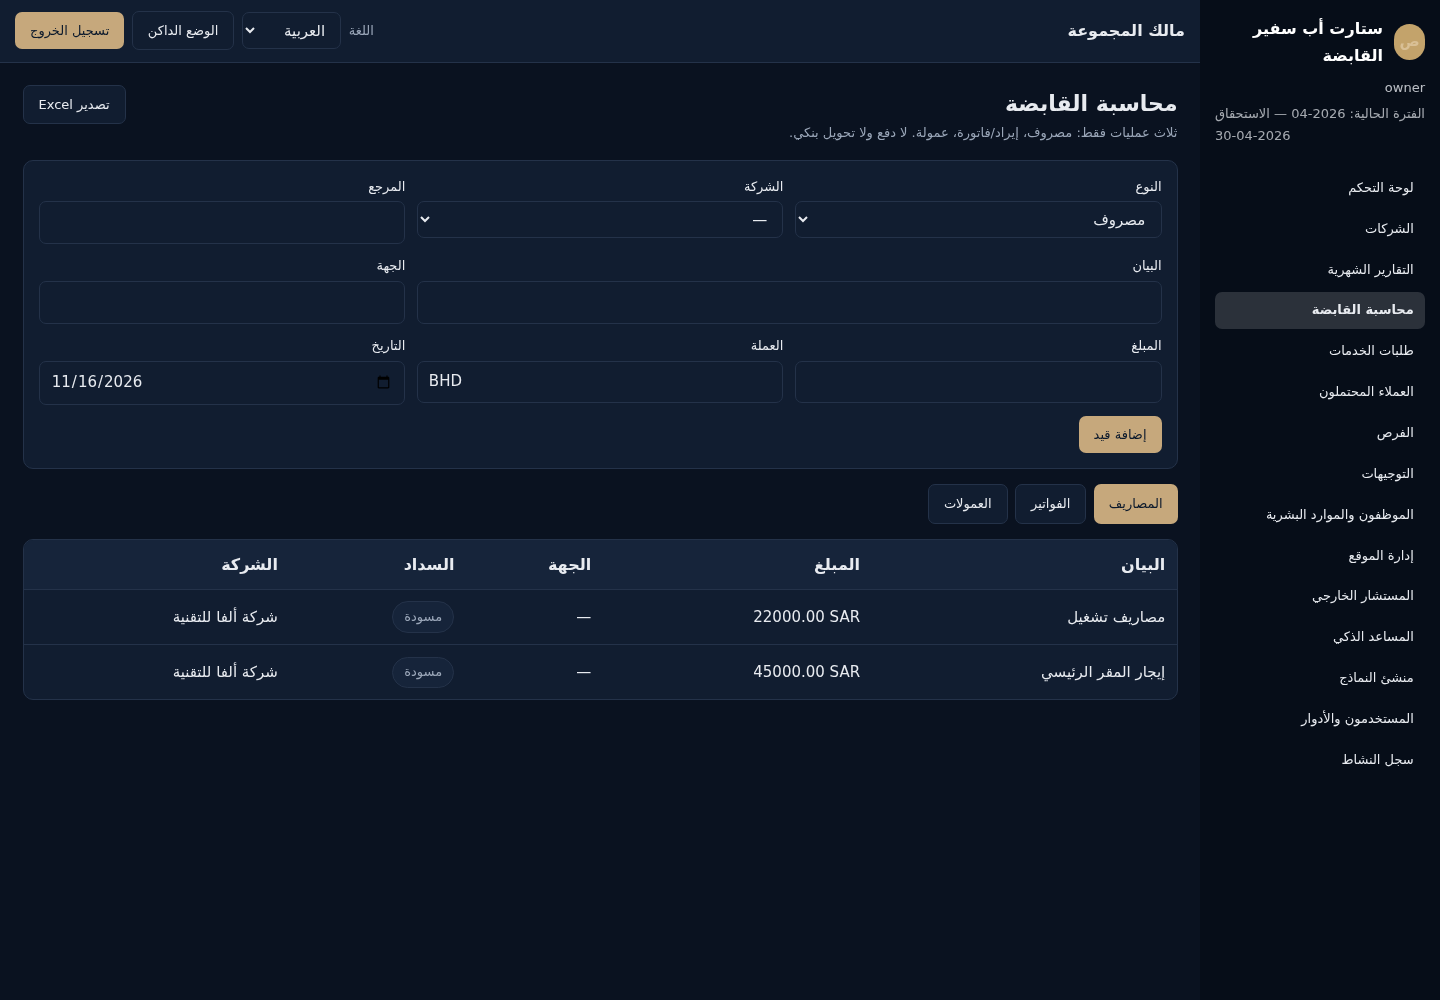 ص
ستارت أب سفير
القابضة
owner
الفترة الحالية: 2026-04 — الاستحقاق
2026-04-30
لوحة التحكم
الشركات
التقارير الشهرية
محاسبة القابضة
طلبات الخدمات
العملاء المحتملون
الفرص
التوجيهات
الموظفون والموارد البشرية
إدارة الموقع
المستشار الخارجي
المساعد الذكي
منشئ النماذج
المستخدمون والأدوار
سجل النشاط
مالك المجموعة
اللغة
العربية
الوضع الداكن
تسجيل الخروج
محاسبة القابضة
تصدير Excel
ثلاث عمليات فقط: مصروف، إيراد/فاتورة، عمولة. لا دفع ولا تحويل بنكي.
النوع الشركة المرجع
مصروف —
البيان الجهة
المبلغ العملة التاريخ
BHD 11/16/2026
إضافة قيد
المصاريف الفواتير العمولات
البيان المبلغ الجهة السداد الشركة
مصاريف تشغيل 22000.00 SAR — مسودة شركة ألفا للتقنية
إيجار المقر الرئيسي 45000.00 SAR — مسودة شركة ألفا للتقنية